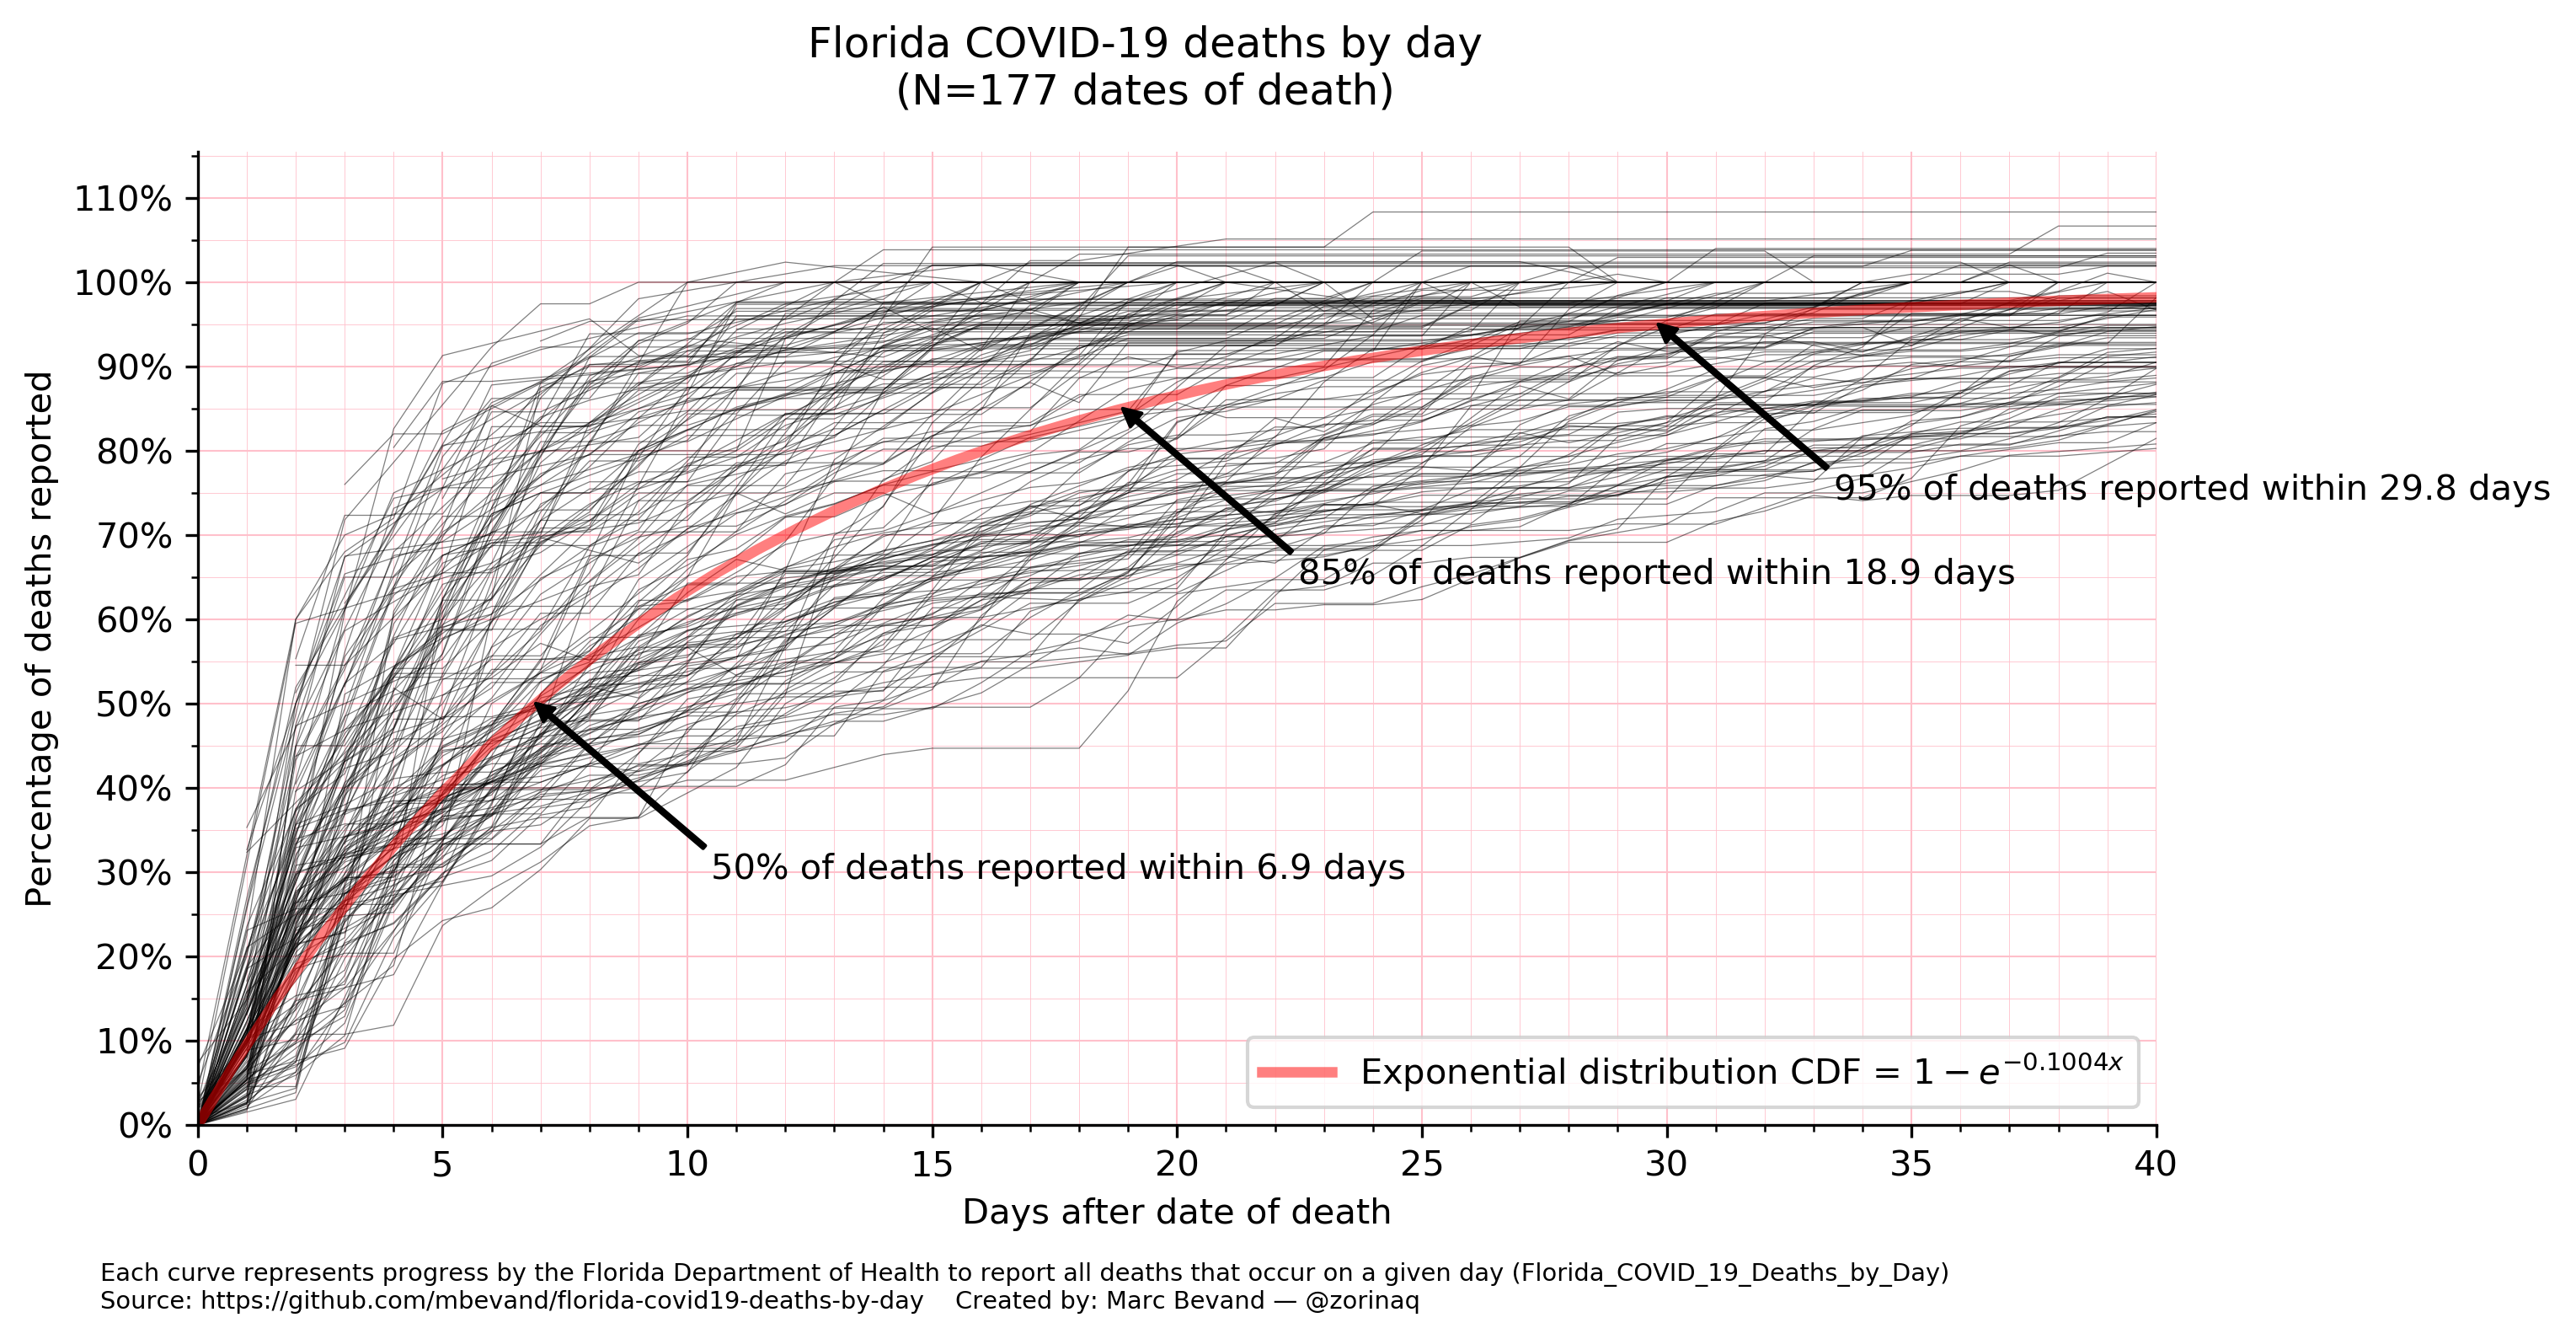 Florida COVID-19 deaths by day
(N=177 dates of death)
Percentage of deaths reported
110%
100%
90%
80%
70%
60%
50%
40%
30%
20%
10%
0%
95% of deaths reported within 29.8 days
85% of deaths reported within 18.9 days
50% of deaths reported within 6.9 days
Exponential distribution CDF = 1 − e^{−0.1004x}
0 5 10 15 20 25 30 35 40
Days after date of death
Each curve represents progress by the Florida Department of Health to report all deaths that occur on a given day (Florida_COVID_19_Deaths_by_Day)
Source: https://github.com/mbevand/florida-covid19-deaths-by-day Created by: Marc Bevand — @zorinaq